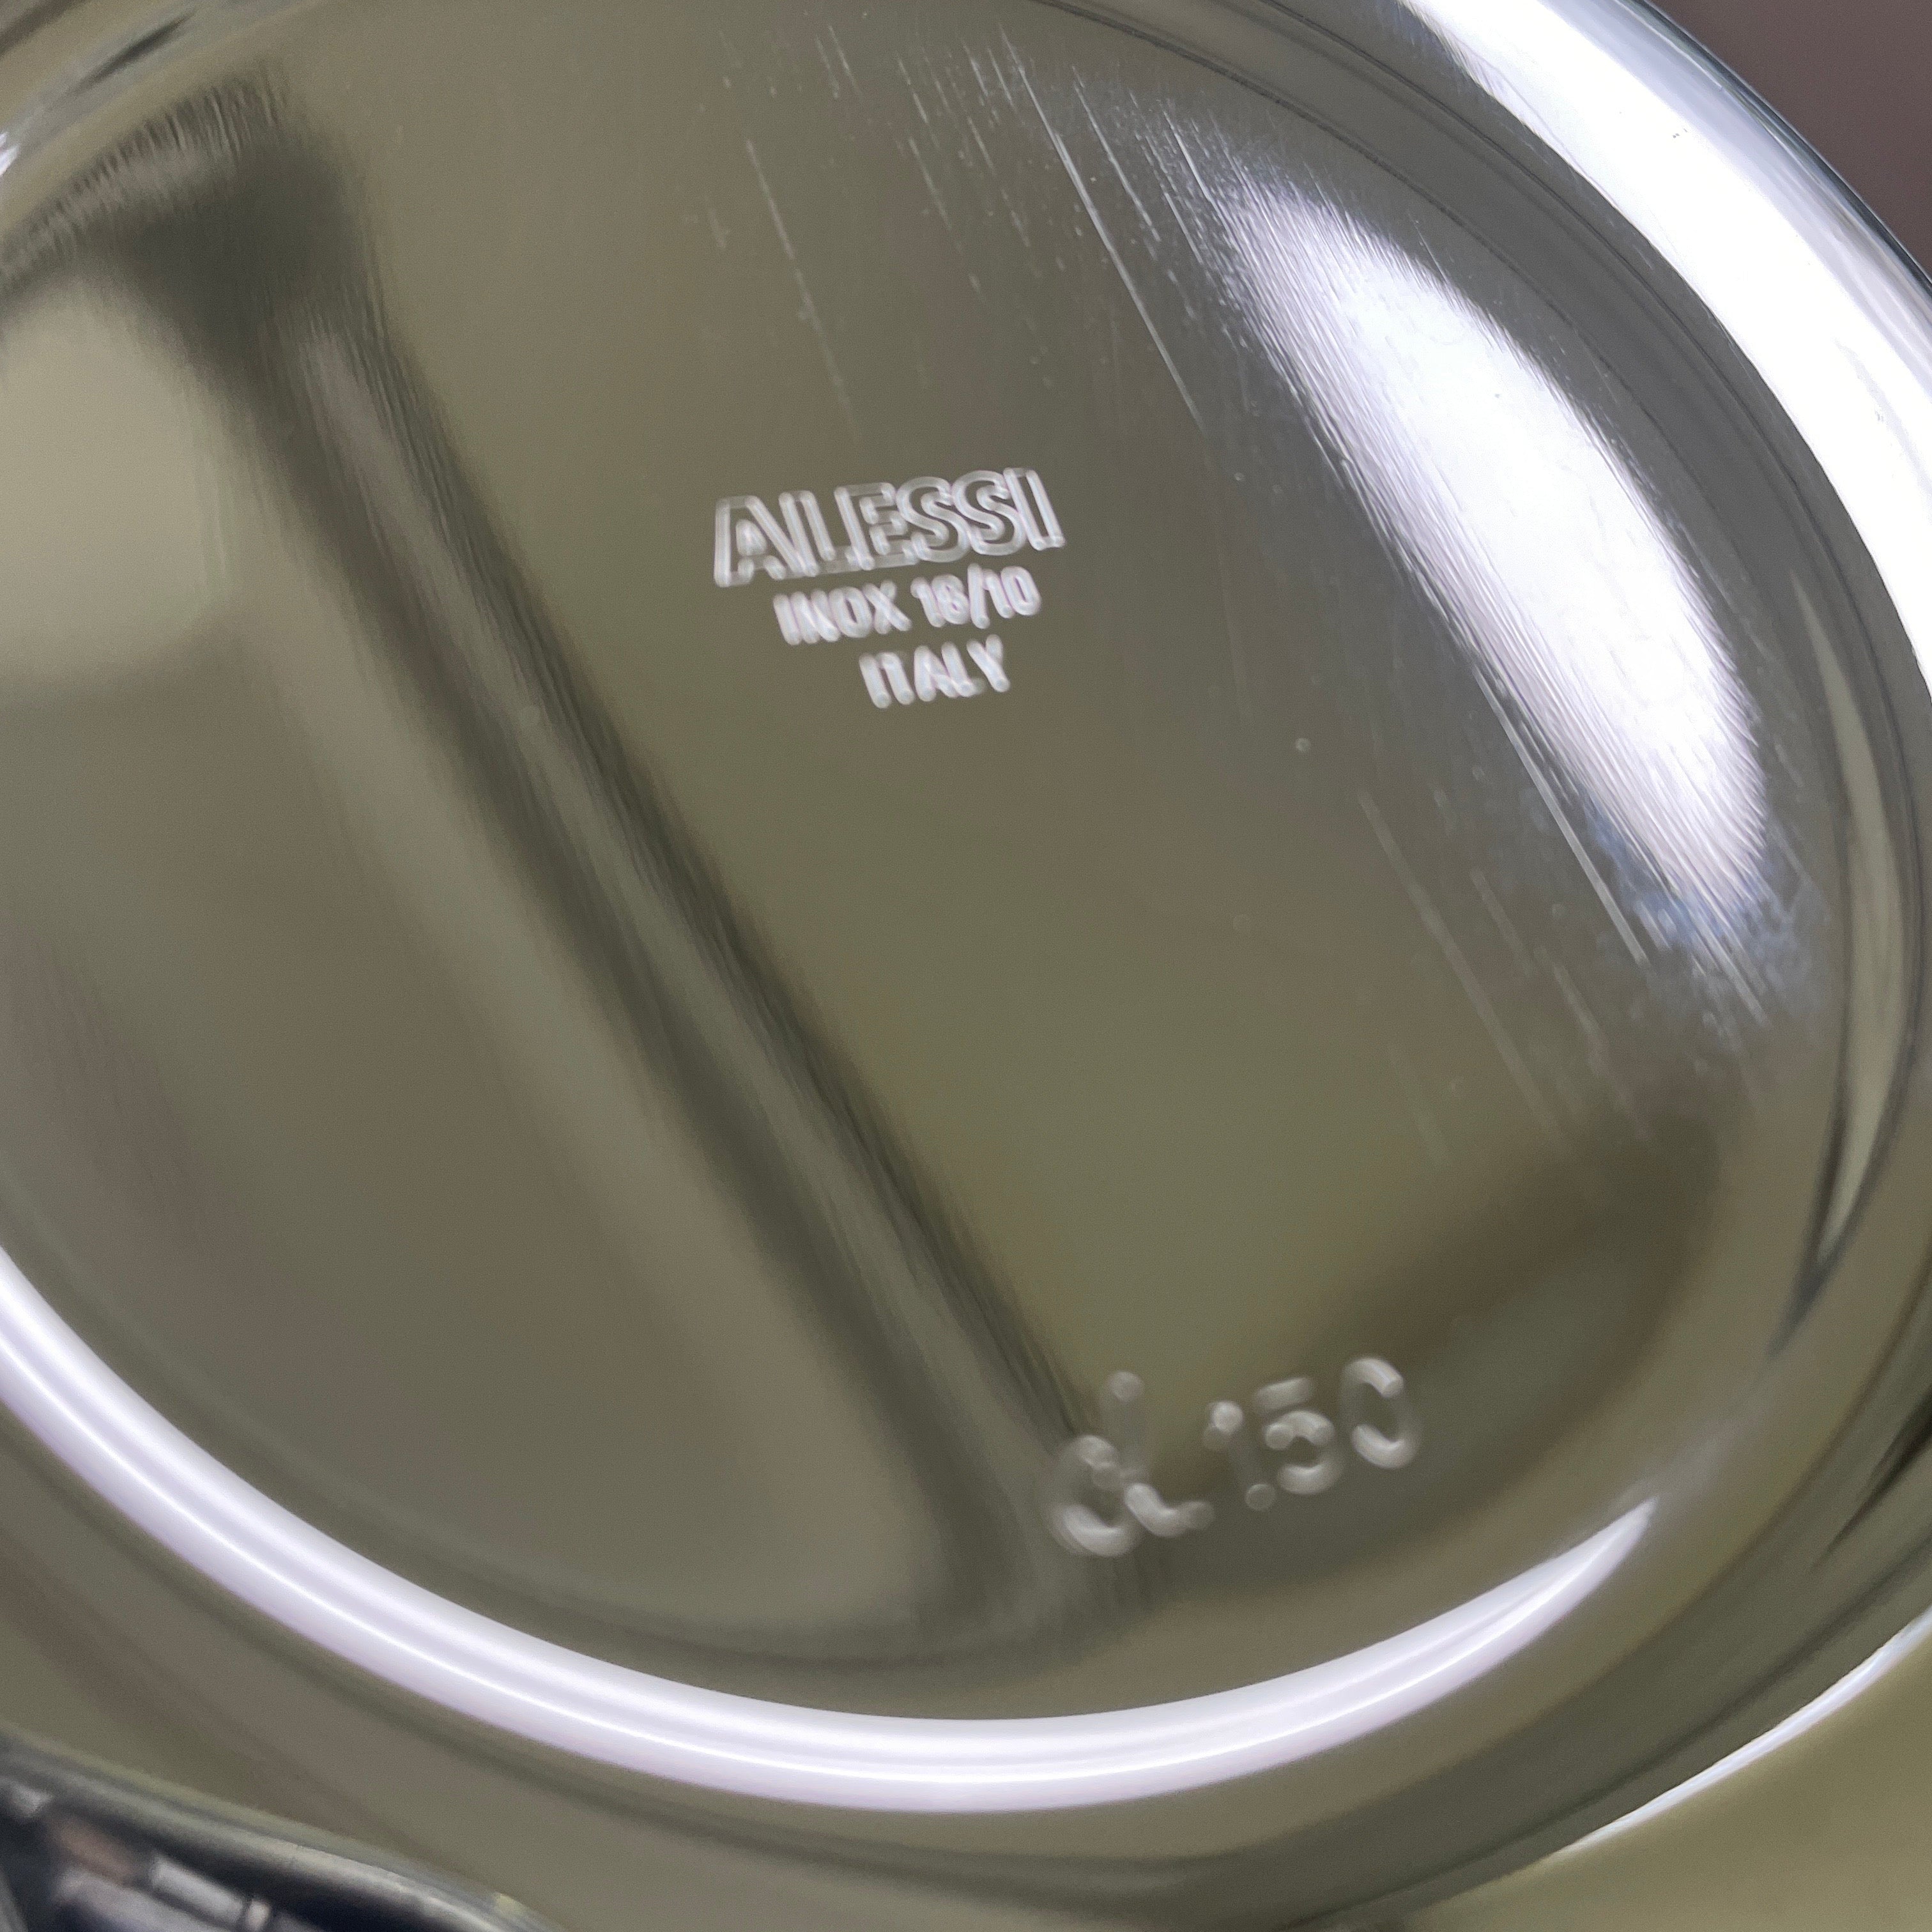 ALESSI
INOX 18/10
ITALY
cl.150